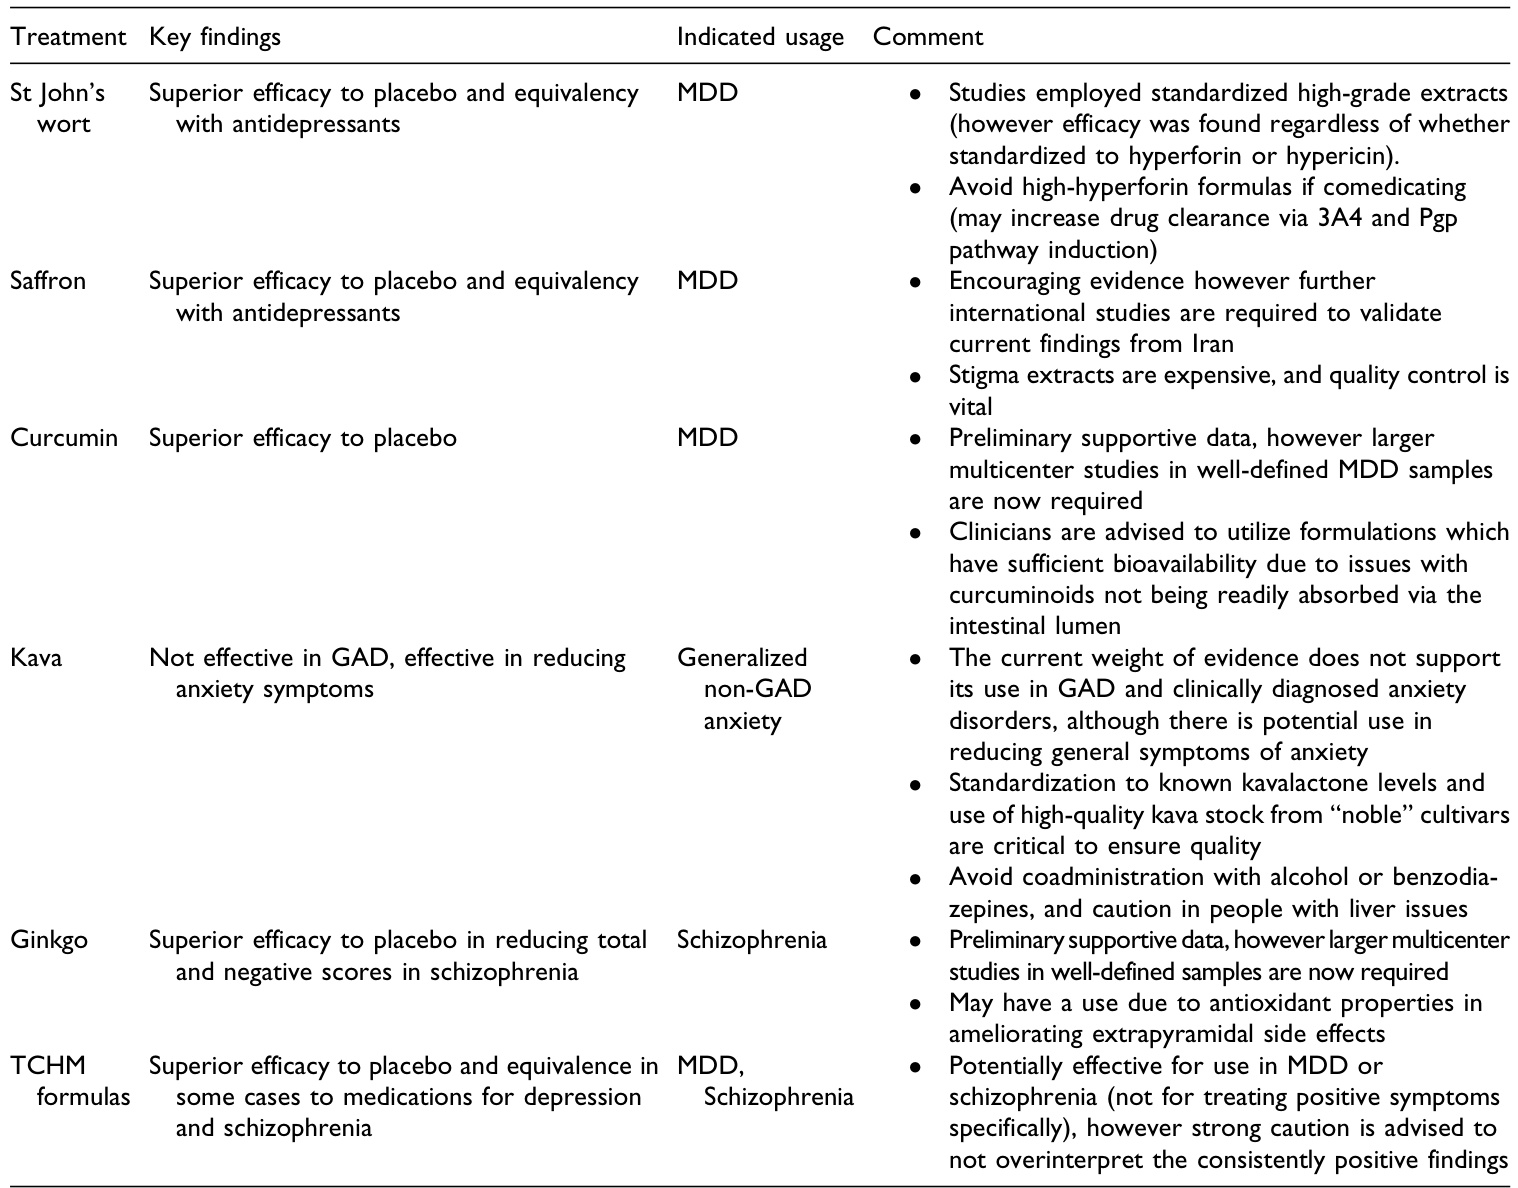 Treatment Key findings Indicated usage Comment
St John's wort Superior efficacy to placebo and equivalency with antidepressants MDD
• Studies employed standardized high-grade extracts
(however efficacy was found regardless of whether
standardized to hyperforin or hypericin).
• Avoid high-hyperforin formulas if comedicating
(may increase drug clearance via 3A4 and Pgp
pathway induction)
Saffron Superior efficacy to placebo and equivalency with antidepressants MDD
• Encouraging evidence however further
international studies are required to validate
current findings from Iran
• Stigma extracts are expensive, and quality control is
vital
Curcumin Superior efficacy to placebo MDD
• Preliminary supportive data, however larger
multicenter studies in well-defined MDD samples
are now required
• Clinicians are advised to utilize formulations which
have sufficient bioavailability due to issues with
curcuminoids not being readily absorbed via the
intestinal lumen
Kava Not effective in GAD, effective in reducing anxiety symptoms Generalized non-GAD anxiety
• The current weight of evidence does not support
its use in GAD and clinically diagnosed anxiety
disorders, although there is potential use in
reducing general symptoms of anxiety
• Standardization to known kavalactone levels and
use of high-quality kava stock from “noble” cultivars
are critical to ensure quality
• Avoid coadministration with alcohol or benzodia-
zepines, and caution in people with liver issues
Ginkgo Superior efficacy to placebo in reducing total and negative scores in schizophrenia Schizophrenia
• Preliminary supportive data, however larger multicenter
studies in well-defined samples are now required
• May have a use due to antioxidant properties in
ameliorating extrapyramidal side effects
TCHM formulas Superior efficacy to placebo and equivalence in some cases to medications for depression and schizophrenia MDD, Schizophrenia
• Potentially effective for use in MDD or
schizophrenia (not for treating positive symptoms
specifically), however strong caution is advised to
not overinterpret the consistently positive findings